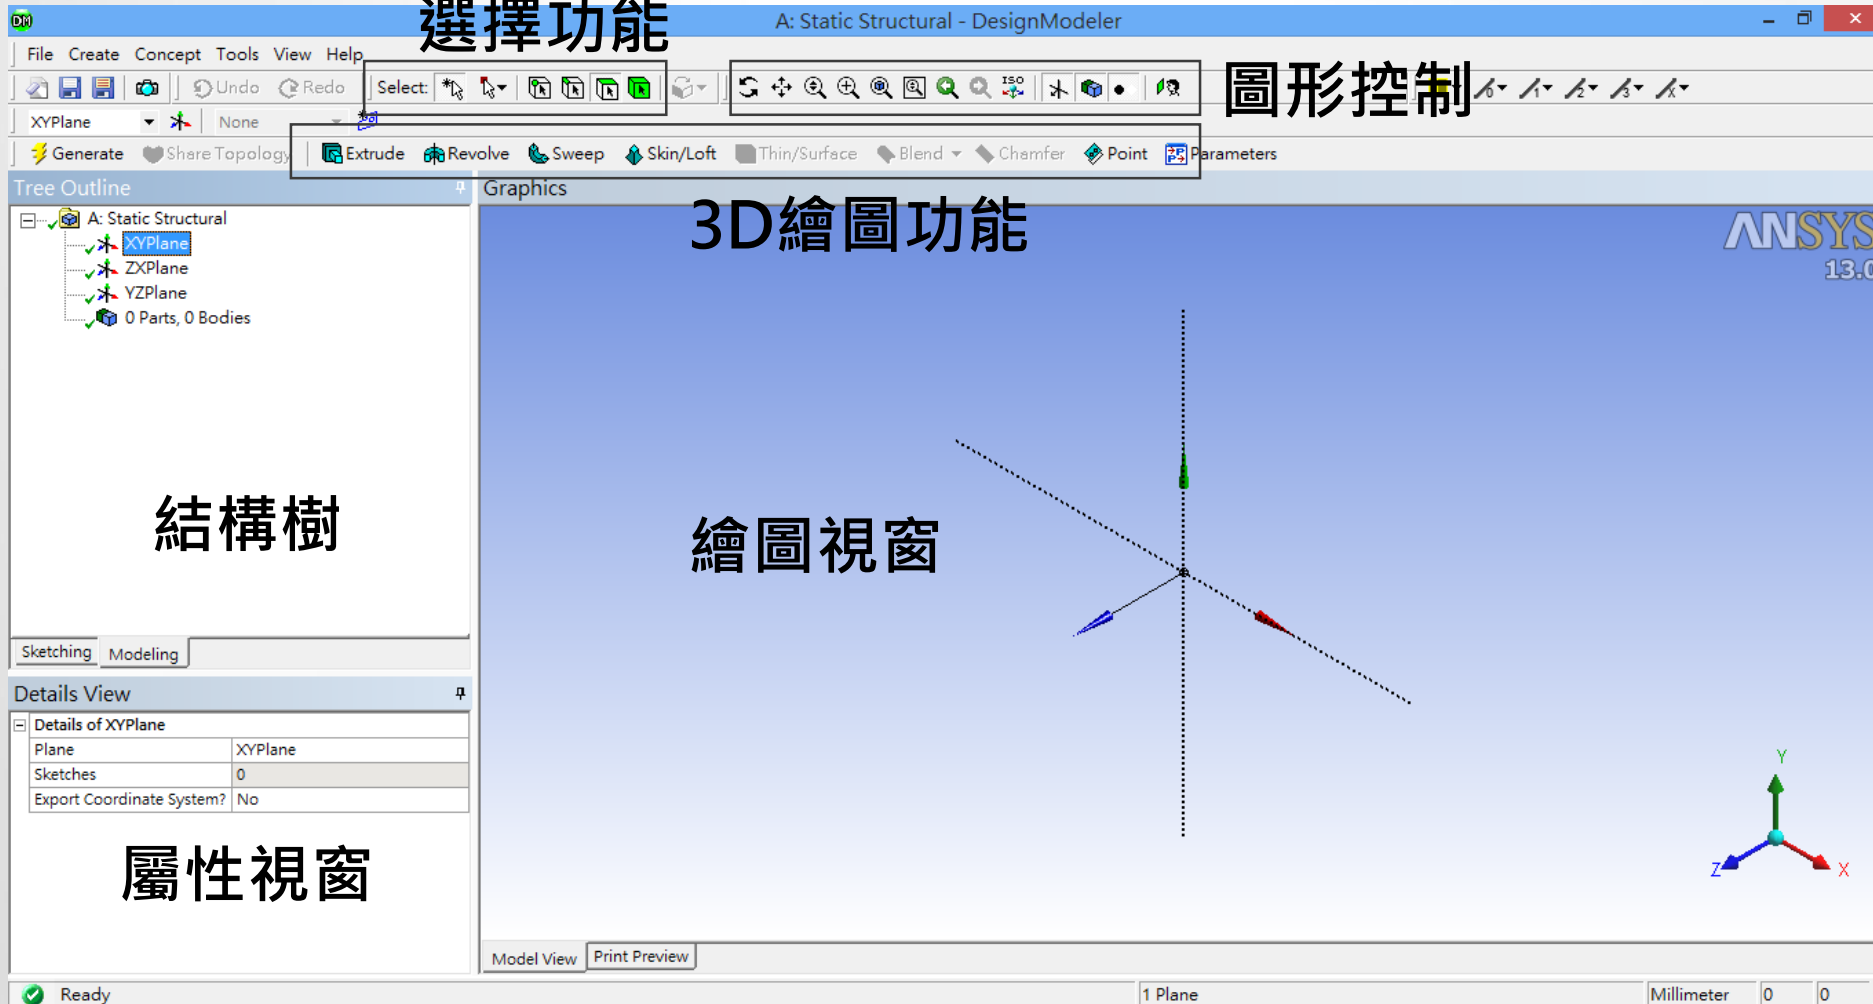 選擇功能
A: Static Structural - DesignModeler
File Create Concept Tools View Help
Undo Redo Select: ISO 圖形控制
XYPlane None
Generate Share Topology Extrude Revolve Sweep Skin/Loft Thin/Surface Blend Chamfer Point Parameters
Tree Outline
Graphics
A: Static Structural
XYPlane
ZXPlane
YZPlane
0 Parts, 0 Bodies
3D繪圖功能
ANSYS
13.0
結構樹
繪圖視窗
Sketching Modeling
Details View
Details of XYPlane
Plane XYPlane
Sketches 0
Export Coordinate System? No
屬性視窗
Y
Z
X
Model View Print Preview
Ready 1 Plane Millimeter 0 0